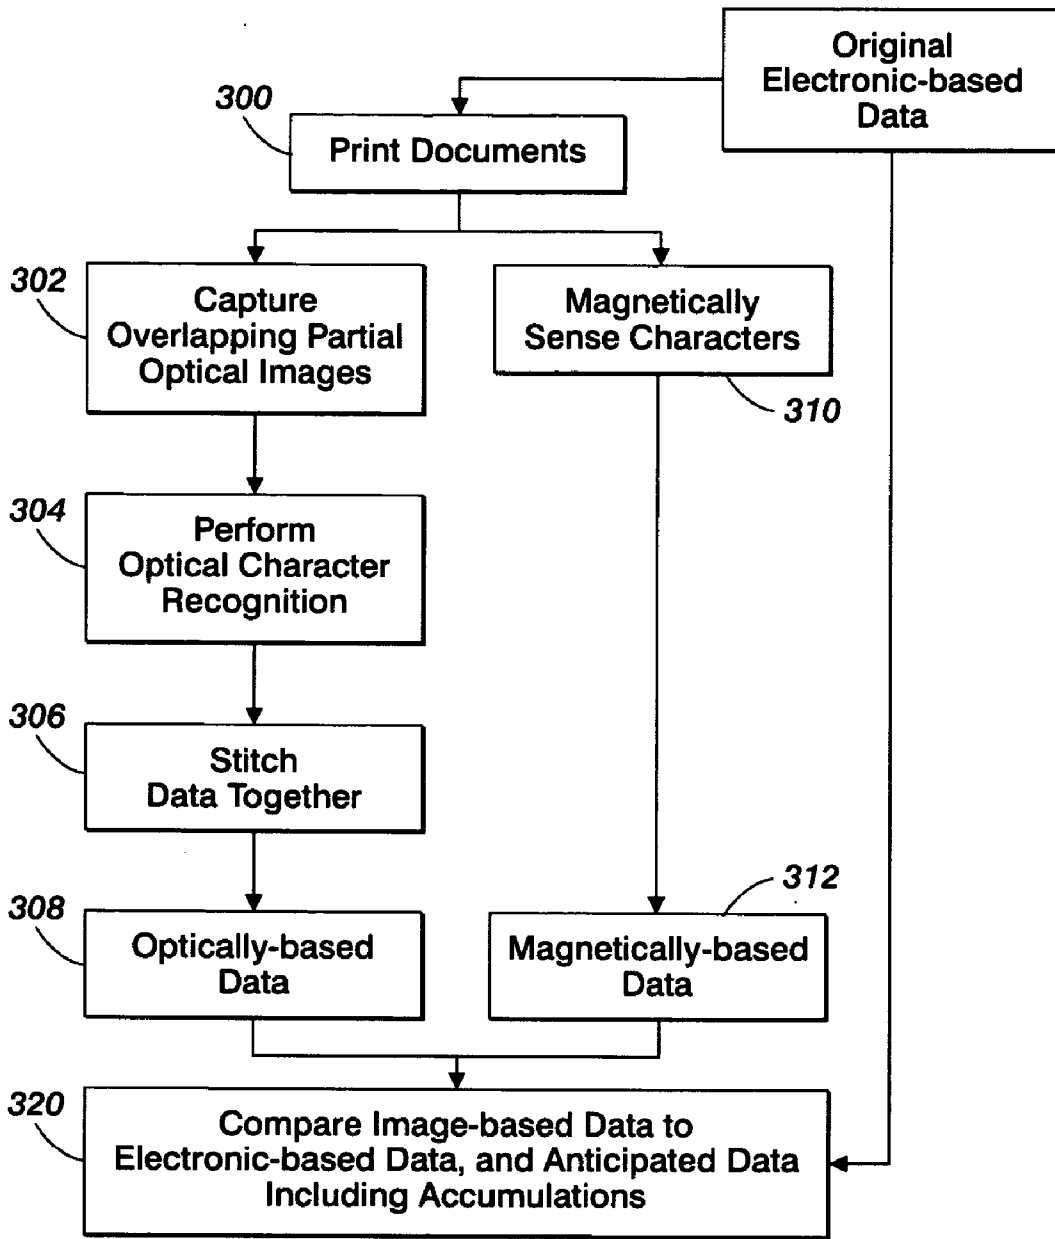 Original
Electronic-based
Data
300
Print Documents
302
Capture
Overlapping Partial
Optical Images
Magnetically
Sense Characters
310
304
Perform
Optical Character
Recognition
306
Stitch
Data Together
308
Optically-based
Data
312
Magnetically-based
Data
320
Compare Image-based Data to
Electronic-based Data, and Anticipated Data
Including Accumulations